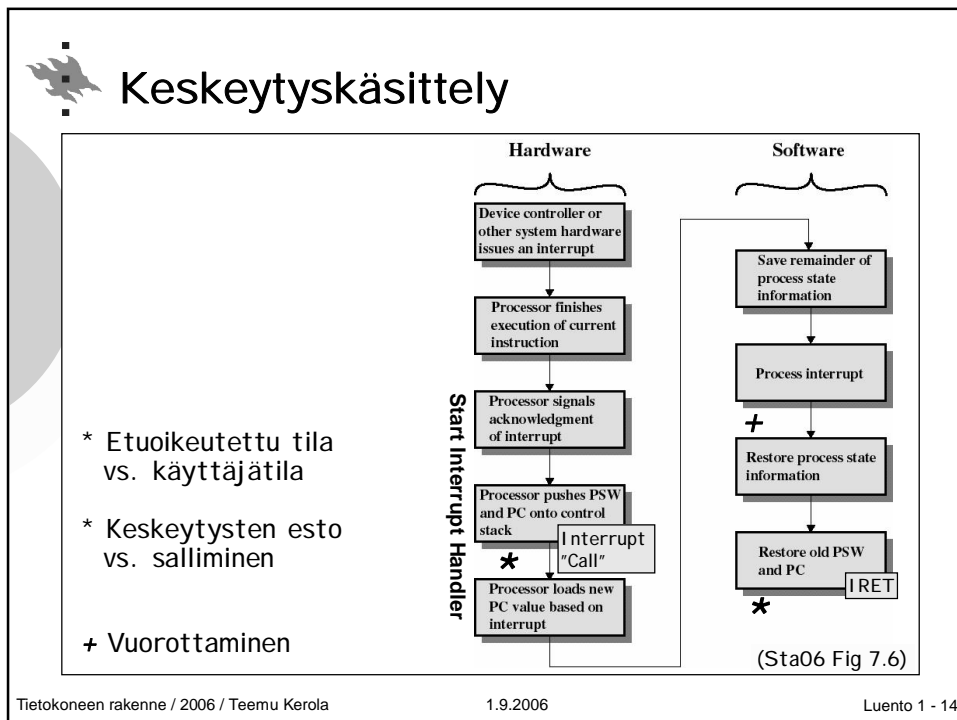 Keskeytyskäsittely
Hardware
Device controller or
other system hardware
issues an interrupt
Processor finishes
execution of current
instruction
Processor signals
acknowledgment
of interrupt
Processor pushes PSW
and PC onto control
stack
Interrupt
"Call"
*
Processor loads new
PC value based on
interrupt
Start Interrupt Handler
Software
Save remainder of
process state
information
Process interrupt
+
Restore process state
information
Restore old PSW
and PC
IRET
*
* Etuoikeutettu tila
vs. käyttäjätila
* Keskeytysten esto
vs. salliminen
+ Vuorottaminen
(Sta06 Fig 7.6)
Tietokoneen rakenne / 2006 / Teemu Kerola
1.9.2006
Luento 1 - 14